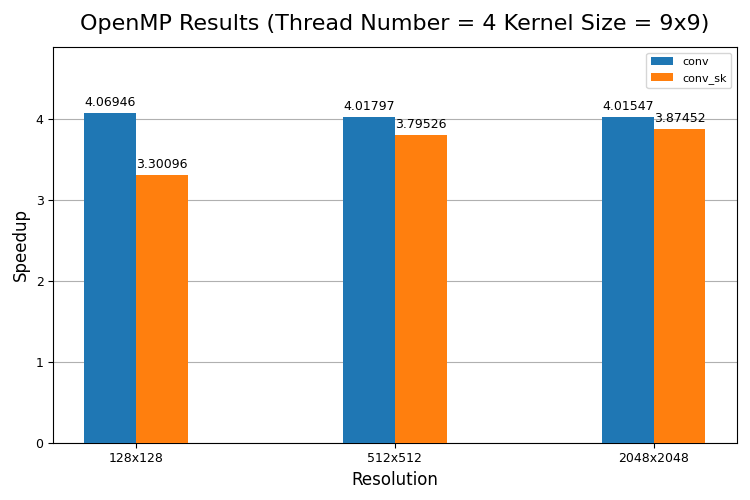 OpenMP Results (Thread Number = 4 Kernel Size = 9x9)
conv
conv_sk
4.06946
4.01797
4.01547
3.30096
3.79526
3.87452
4
3
2
1
0
Speedup
128x128
512x512
2048x2048
Resolution